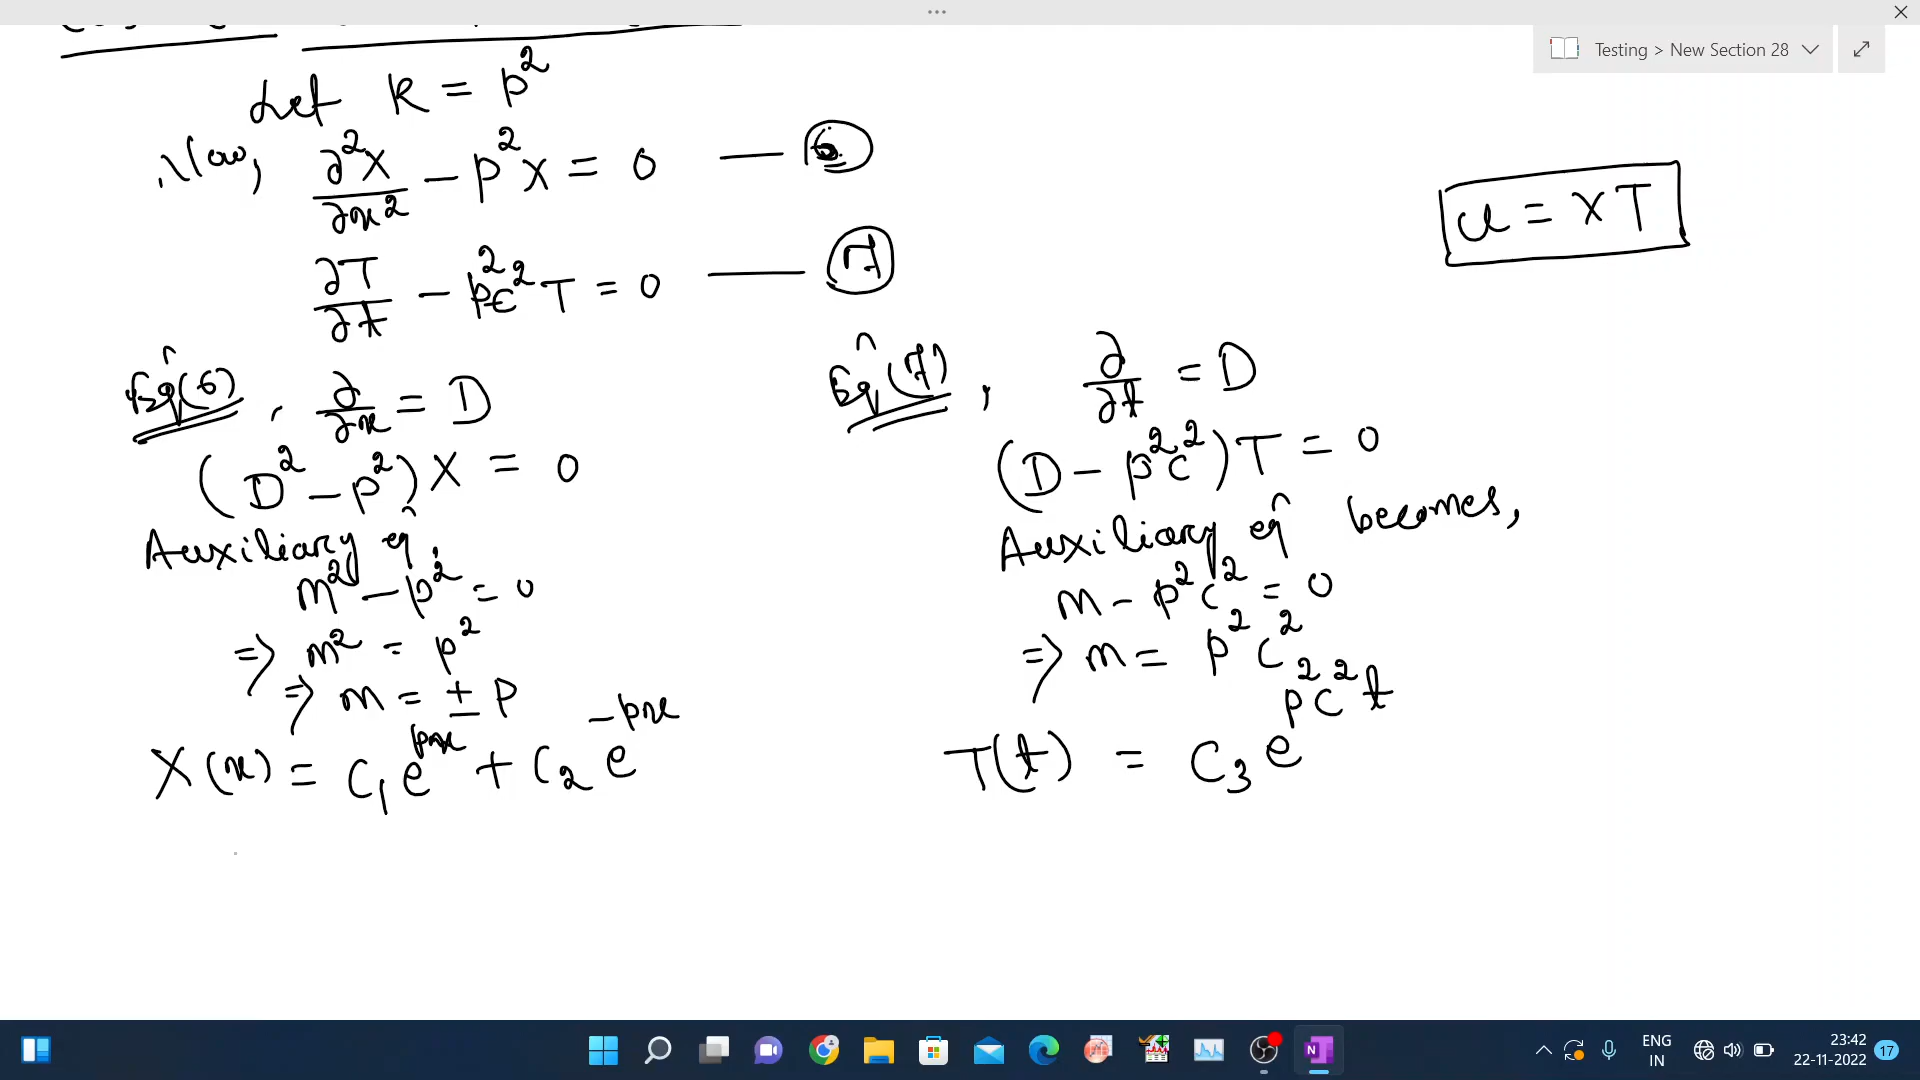 Testing > New Section 28
Let k = p²
Now, ∂²X/∂x² − p²X = 0 — 6
∂T/∂t − p²c²T = 0 — 7
u = XT
Eqⁿ(6), ∂/∂x = D
(D² − p²)X = 0
Auxiliary eqⁿ,
m² − p² = 0
⇒ m² = p²
⇒ m = ± p
X(x) = C₁e^(px) + C₂e^(−px)
Eqⁿ(7), ∂/∂t = D
(D − p²c²)T = 0
Auxiliary eqⁿ becomes,
m − p²c² = 0
⇒ m = p²c²
T(t) = C₃e^(p²c²t)
ENG
IN
23:42
22-11-2022
17